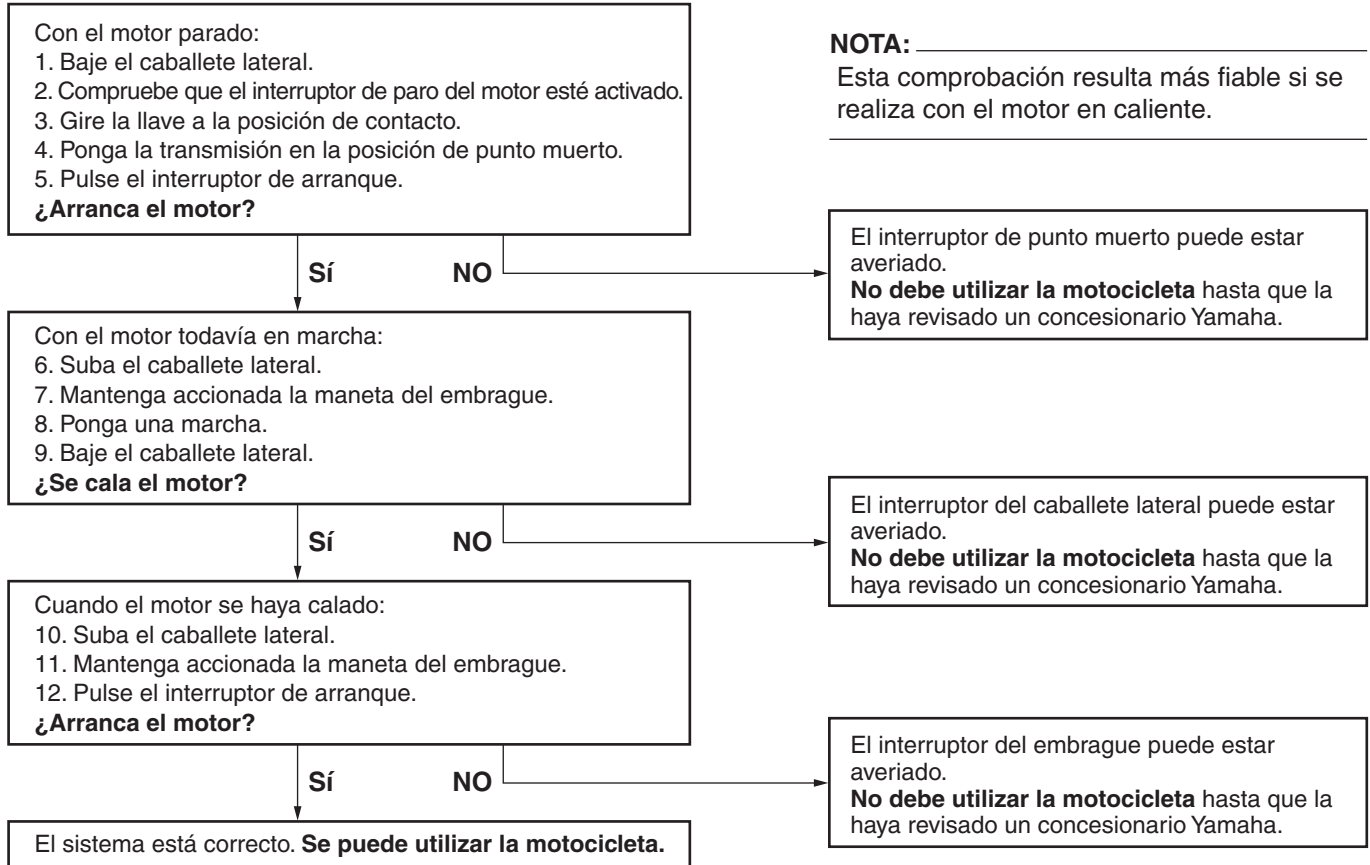 Con el motor parado:
1. Baje el caballete lateral.
2. Compruebe que el interruptor de paro del motor esté activado.
3. Gire la llave a la posición de contacto.
4. Ponga la transmisión en la posición de punto muerto.
5. Pulse el interruptor de arranque.
¿Arranca el motor?
NOTA:
Esta comprobación resulta más fiable si se
realiza con el motor en caliente.
Sí
NO
El interruptor de punto muerto puede estar
averiado.
No debe utilizar la motocicleta hasta que la
haya revisado un concesionario Yamaha.
Con el motor todavía en marcha:
6. Suba el caballete lateral.
7. Mantenga accionada la maneta del embrague.
8. Ponga una marcha.
9. Baje el caballete lateral.
¿Se cala el motor?
Sí
NO
El interruptor del caballete lateral puede estar
averiado.
No debe utilizar la motocicleta hasta que la
haya revisado un concesionario Yamaha.
Cuando el motor se haya calado:
10. Suba el caballete lateral.
11. Mantenga accionada la maneta del embrague.
12. Pulse el interruptor de arranque.
¿Arranca el motor?
Sí
NO
El interruptor del embrague puede estar
averiado.
No debe utilizar la motocicleta hasta que la
haya revisado un concesionario Yamaha.
El sistema está correcto. Se puede utilizar la motocicleta.